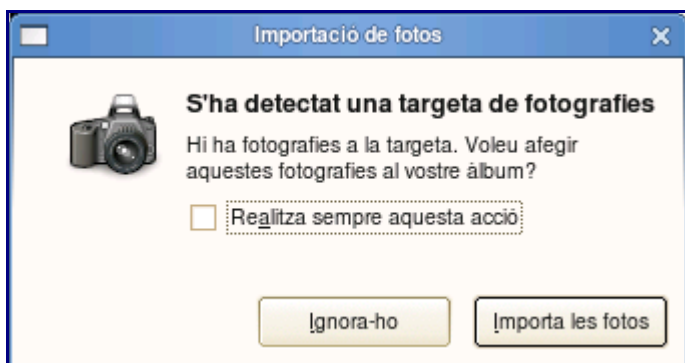 Importació de fotos
S'ha detectat una targeta de fotografies
Hi ha fotografies a la targeta. Voleu afegir
aquestes fotografies al vostre àlbum?
Realitza sempre aquesta acció
Ignora-ho
Importa les fotos